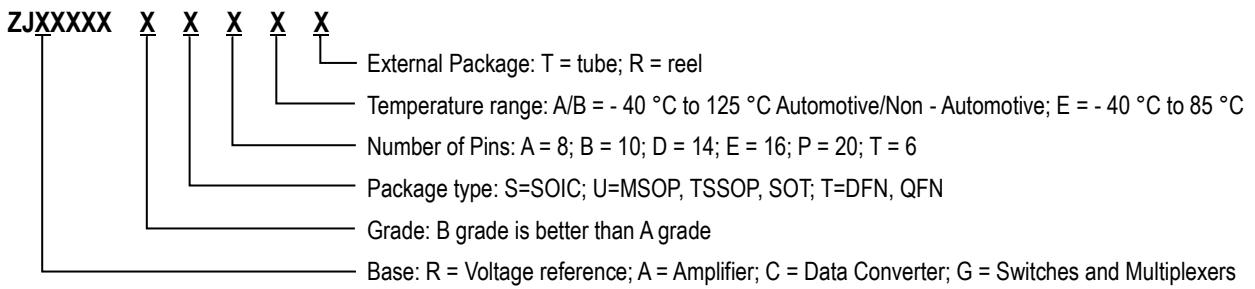 ZJXXXXX X X X X X
External Package: T = tube; R = reel
Temperature range: A/B = - 40 °C to 125 °C Automotive/Non - Automotive; E = - 40 °C to 85 °C
Number of Pins: A = 8; B = 10; D = 14; E = 16; P = 20; T = 6
Package type: S=SOIC; U=MSOP, TSSOP, SOT; T=DFN, QFN
Grade: B grade is better than A grade
Base: R = Voltage reference; A = Amplifier; C = Data Converter; G = Switches and Multiplexers